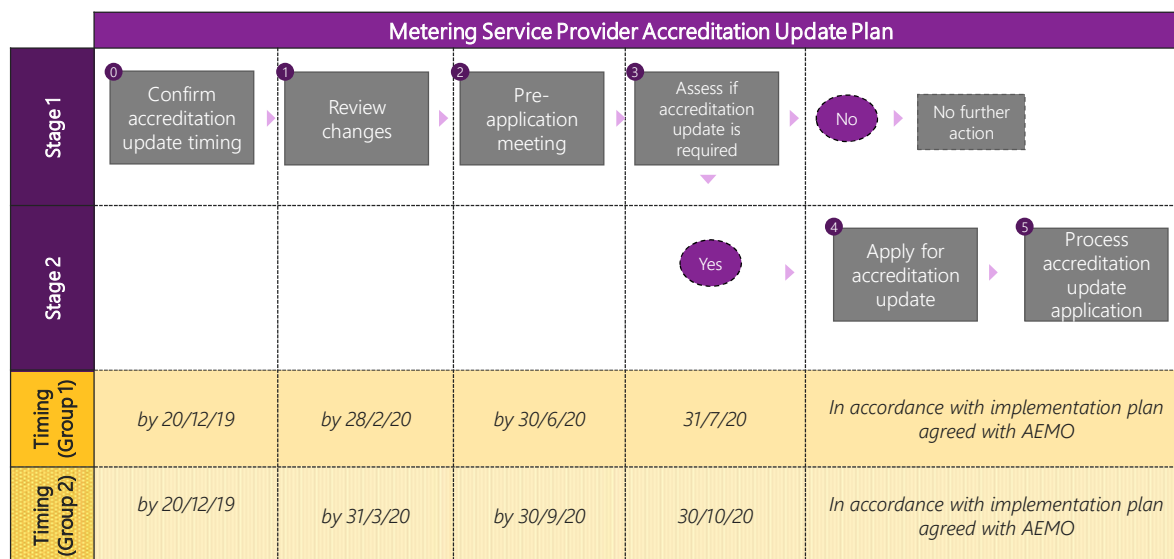 Metering Service Provider Accreditation Update Plan
Stage 1
0
Confirm
accreditation
update timing
1
Review
changes
2
Pre-
application
meeting
3
Assess if
accreditation
update is
required
No
No further
action
Stage 2
Yes
4
Apply for
accreditation
update
5
Process
accreditation
update
application
Timing
(Group 1)
by 20/12/19
by 28/2/20
by 30/6/20
31/7/20
In accordance with implementation plan
agreed with AEMO
Timing
(Group 2)
by 20/12/19
by 31/3/20
by 30/9/20
30/10/20
In accordance with implementation plan
agreed with AEMO